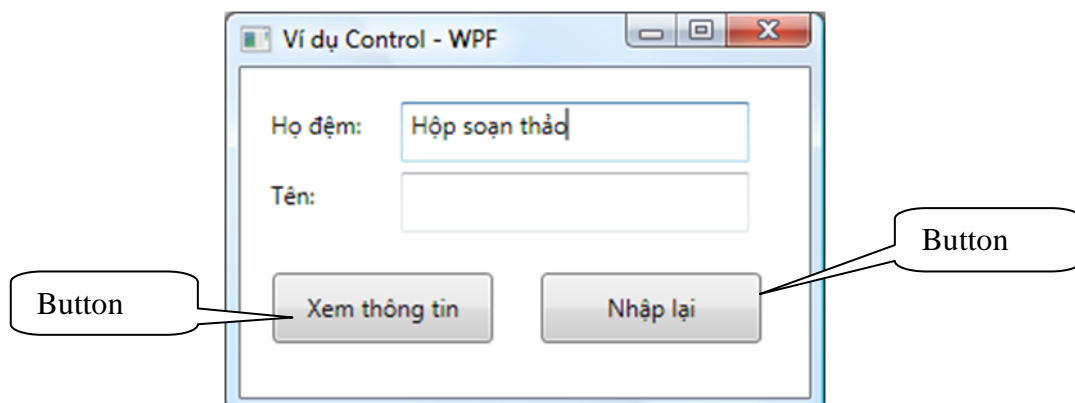 Ví dụ Control - WPF
Họ đệm: Hộp soạn thảo
Tên:
Button
Button
Xem thông tin Nhập lại